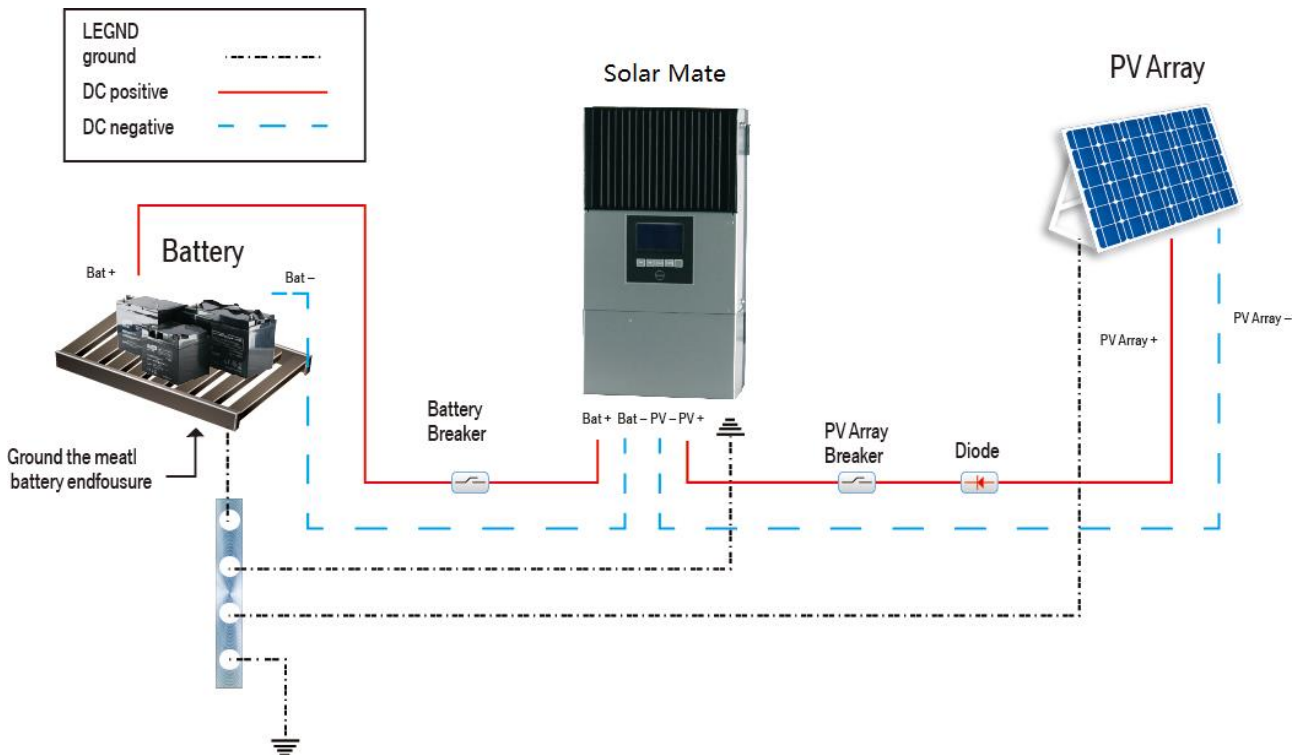 LEGND
ground
DC positive
DC negative
Solar Mate
PV Array
Battery
Bat +
Bat –
PV Array –
PV Array +
Battery
Breaker
Bat + Bat – PV – PV +
PV Array
Breaker
Diode
Ground the meatl
battery endfousure